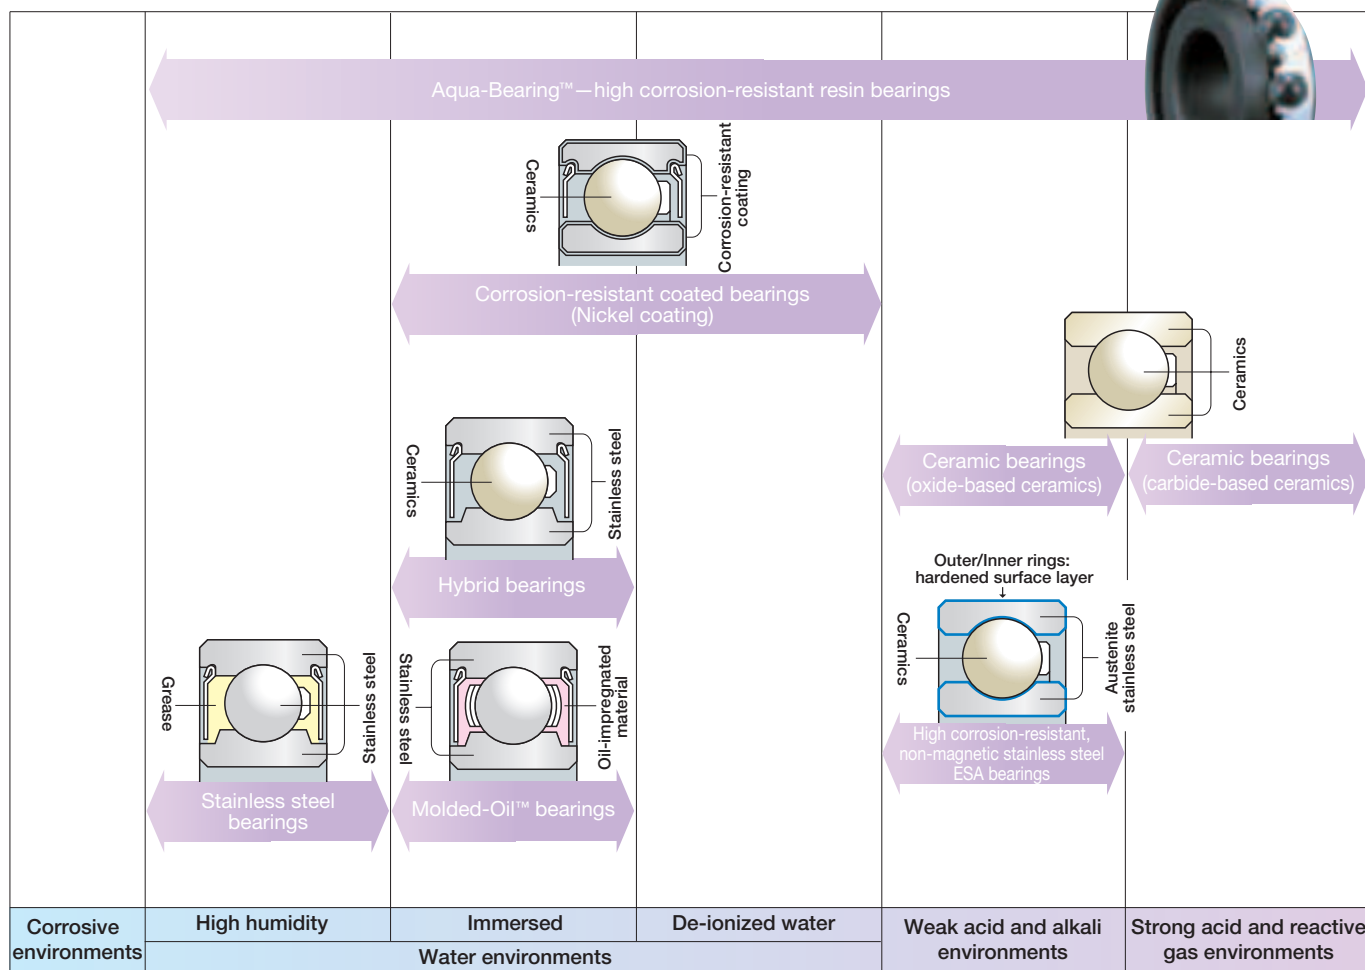 Aqua-Bearing™—high corrosion-resistant resin bearings
Ceramics
Corrosion-resistant
coating
Corrosion-resistant coated bearings
(Nickel coating)
Ceramics
Ceramic bearings
(oxide-based ceramics)
Ceramic bearings
(carbide-based ceramics)
Ceramics
Stainless steel
Hybrid bearings
Outer/Inner rings:
hardened surface layer
Ceramics
Austenite
stainless steel
High corrosion-resistant,
non-magnetic stainless steel
ESA bearings
Grease
Stainless steel
Stainless steel
bearings
Stainless steel
Oil-impregnated
material
Molded-Oil™ bearings
Corrosive
environments
High humidity
Immersed
De-ionized water
Water environments
Weak acid and alkali
environments
Strong acid and reactive
gas environments